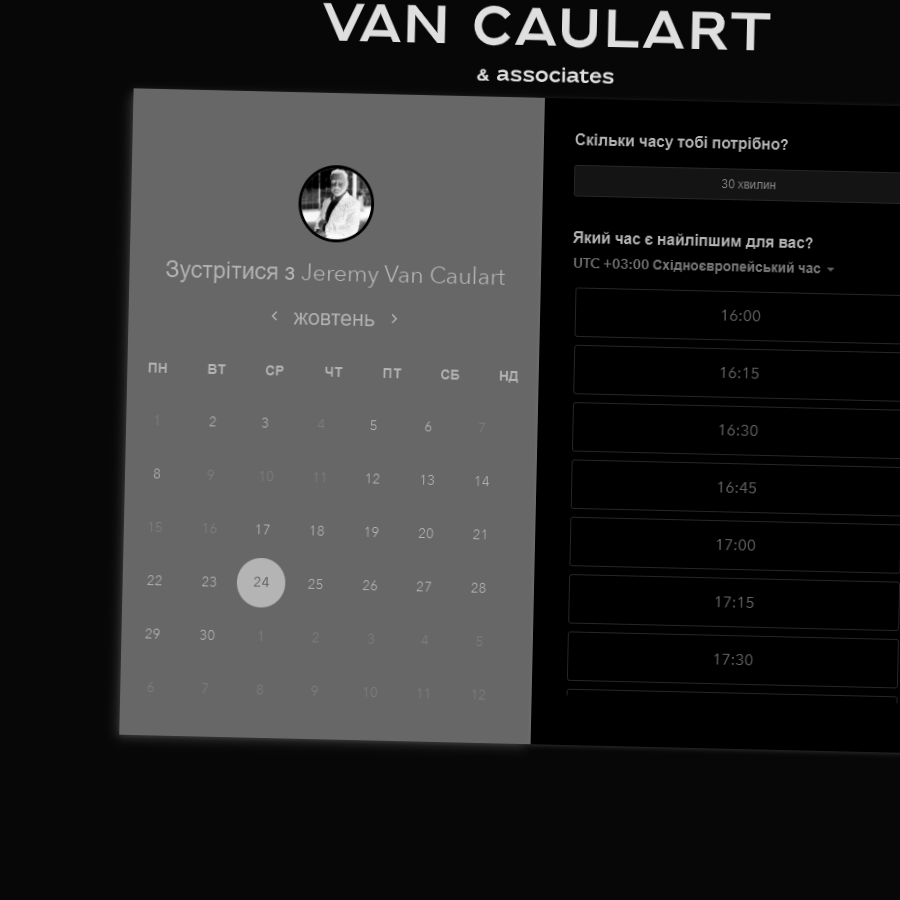 VAN CAULART
& associates
Зустрітися з Jeremy Van Caulart
жовтень
ПН ВТ СР ЧТ ПТ СБ НД
1 2 3 4 5 6 7
8 9 10 11 12 13 14
15 16 17 18 19 20 21
22 23 24 25 26 27 28
29 30 1 2 3 4 5
6 7 8 9 10 11 12
Скільки часу тобі потрібно?
30 хвилин
Який час є найліпшим для вас?
UTC +03:00 Східноєвропейський час
16:00
16:15
16:30
16:45
17:00
17:15
17:30